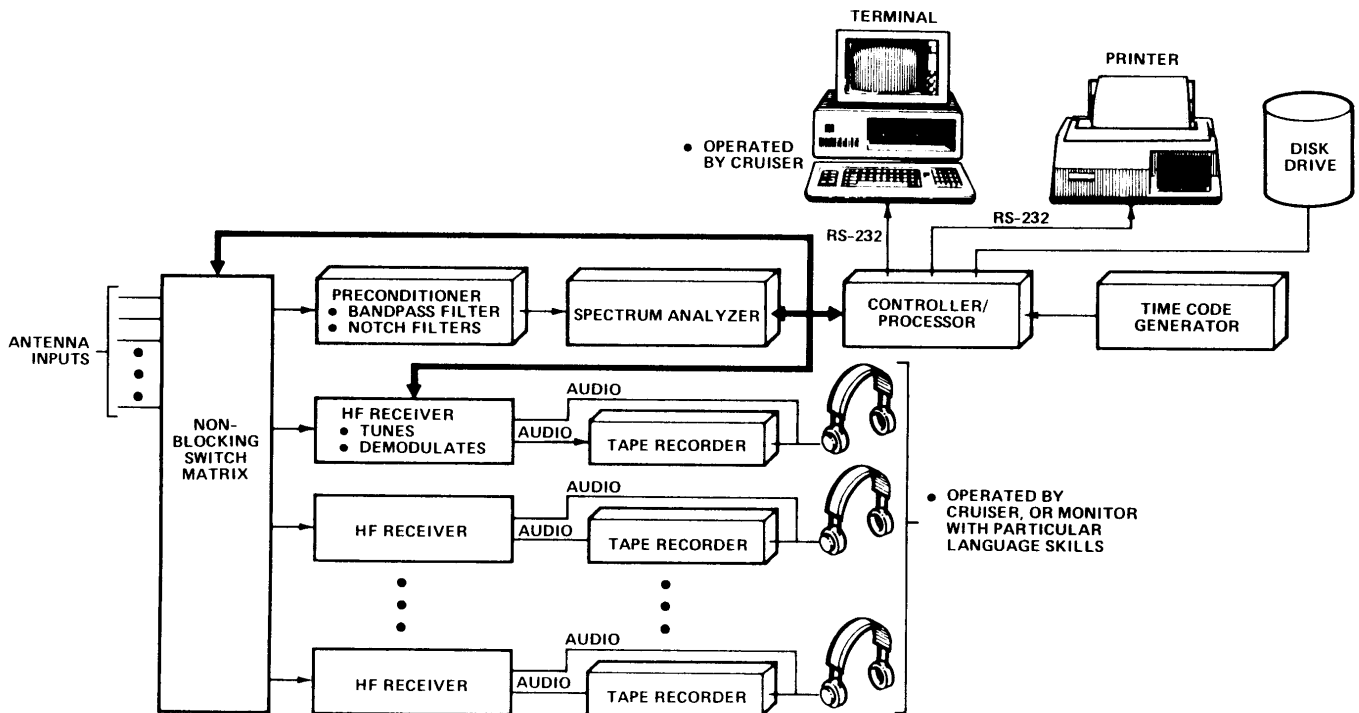 TERMINAL
PRINTER
DISK
DRIVE
• OPERATED
BY CRUISER
RS-232
RS-232
ANTENNA
INPUTS
NON-
BLOCKING
SWITCH
MATRIX
PRECONDITIONER
• BANDPASS FILTER
• NOTCH FILTERS
SPECTRUM ANALYZER
CONTROLLER/
PROCESSOR
TIME CODE
GENERATOR
HF RECEIVER
• TUNES
• DEMODULATES
AUDIO
AUDIO
TAPE RECORDER
HF RECEIVER
AUDIO
AUDIO
TAPE RECORDER
• OPERATED BY
CRUISER, OR MONITOR
WITH PARTICULAR
LANGUAGE SKILLS
HF RECEIVER
AUDIO
AUDIO
TAPE RECORDER